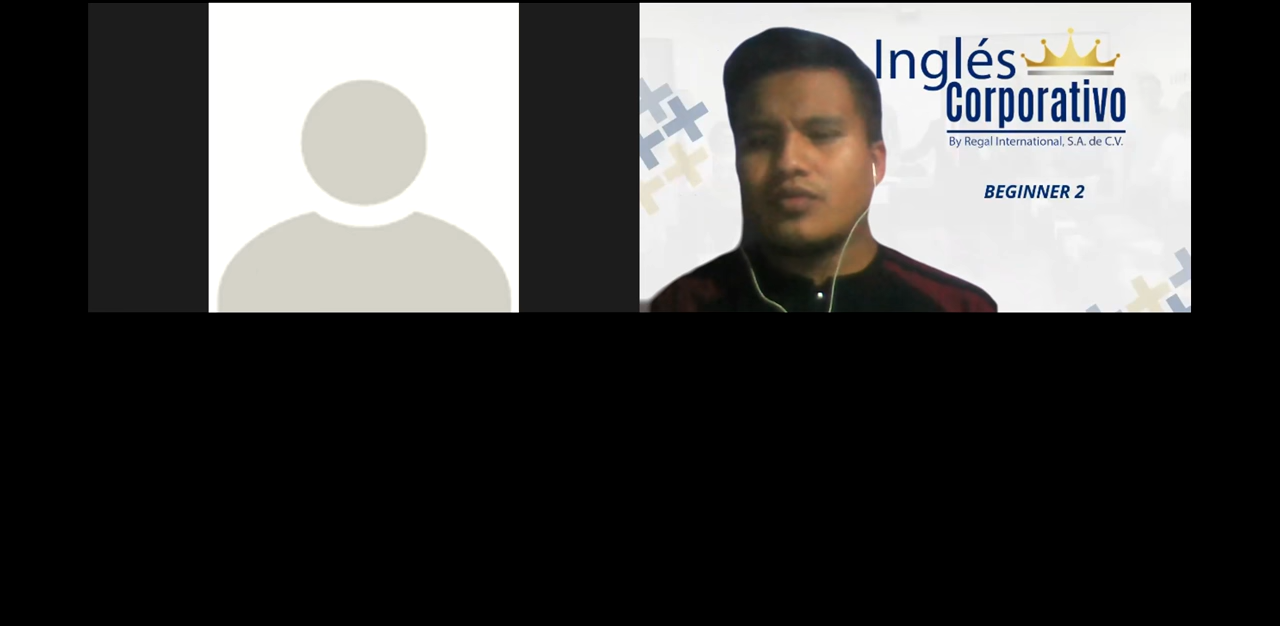 Inglés
Corporativo
By Regal International, S.A. de C.V.
BEGINNER 2